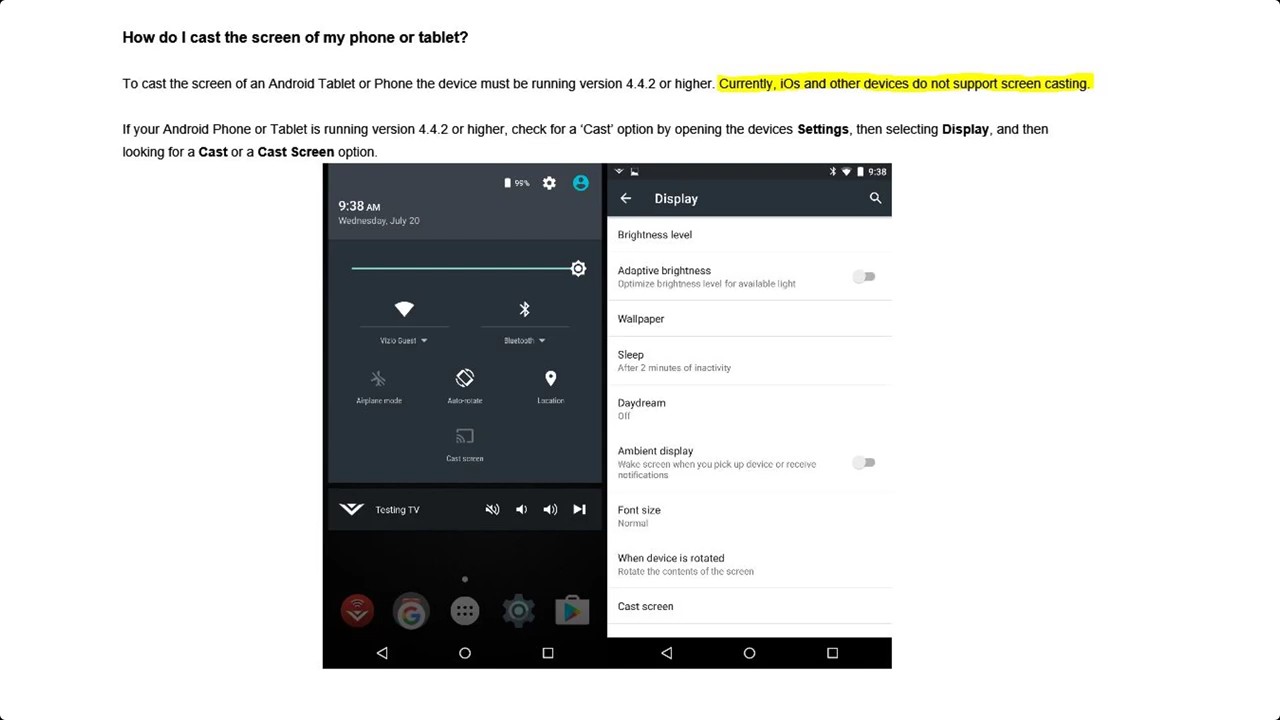 How do I cast the screen of my phone or tablet?
To cast the screen of an Android Tablet or Phone the device must be running version 4.4.2 or higher. Currently, iOs and other devices do not support screen casting.
If your Android Phone or Tablet is running version 4.4.2 or higher, check for a ‘Cast’ option by opening the devices Settings, then selecting Display, and then
looking for a Cast or a Cast Screen option.
99%
9:38 AM
Wednesday, July 20
Vizio Guest
Bluetooth
Airplane mode
Auto-rotate
Location
Cast screen
Testing TV
9:38
Display
Brightness level
Adaptive brightness
Optimize brightness level for available light
Wallpaper
Sleep
After 2 minutes of inactivity
Daydream
Off
Ambient display
Wake screen when you pick up device or receive
notifications
Font size
Normal
When device is rotated
Rotate the contents of the screen
Cast screen